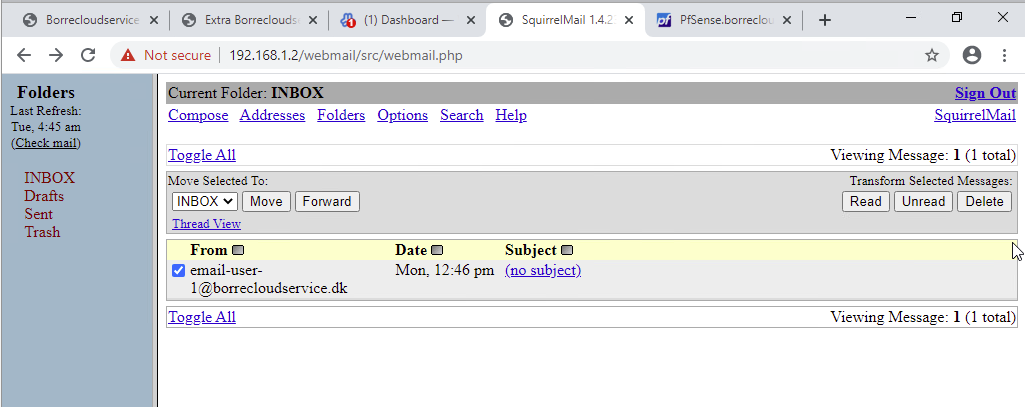 Borrecloudservice
Extra Borreclouds
(1) Dashboard —
SquirrelMail 1.4.2
PfSense.borreclou
Not secure | 192.168.1.2/webmail/src/webmail.php
Folders
Last Refresh:
Tue, 4:45 am
(Check mail)
INBOX
Drafts
Sent
Trash
Current Folder: INBOX Sign Out
Compose Addresses Folders Options Search Help SquirrelMail
Toggle All Viewing Message: 1 (1 total)
Move Selected To: Transform Selected Messages:
INBOX Move Forward Read Unread Delete
Thread View
From Date Subject
email-user-1@borrecloudservice.dk Mon, 12:46 pm (no subject)
Toggle All Viewing Message: 1 (1 total)